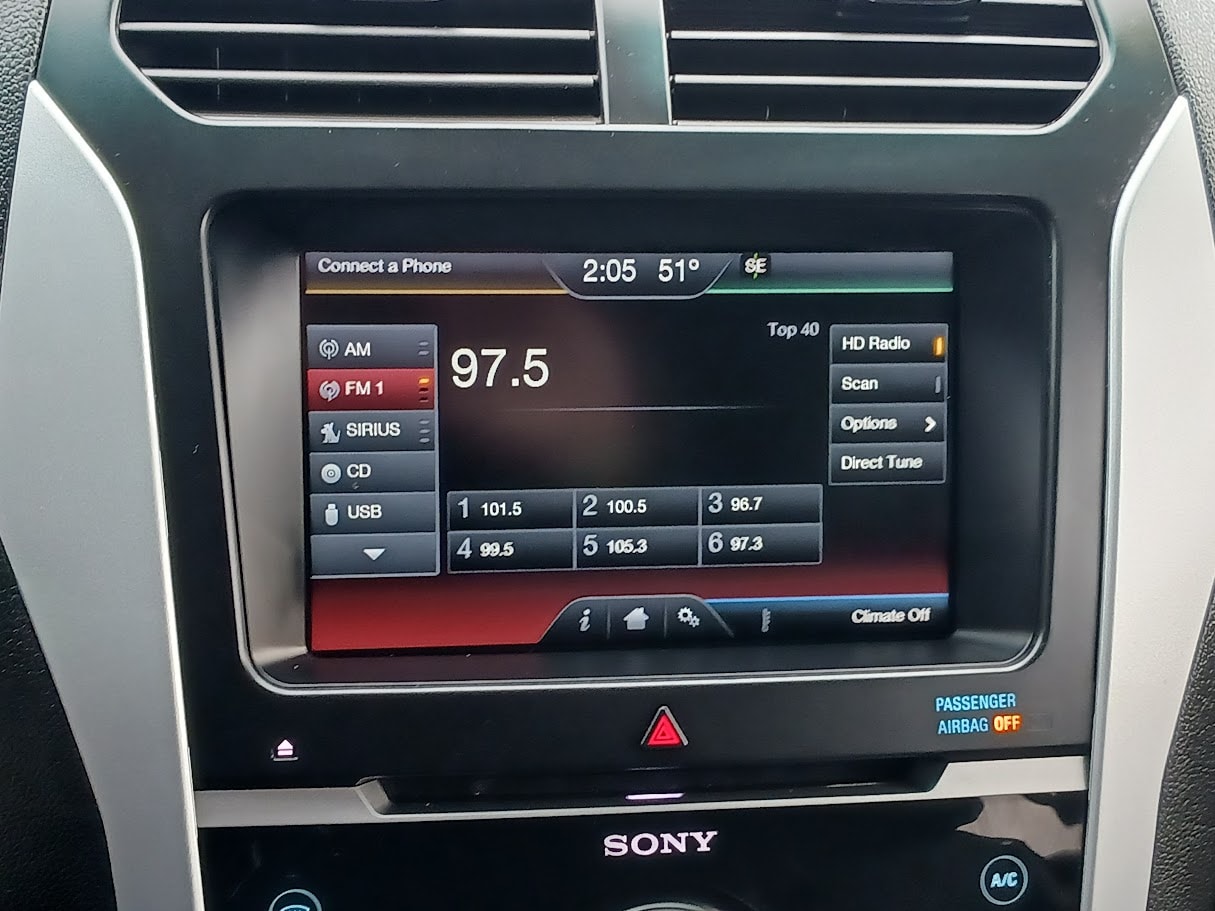 Connect a Phone 2:05 51° SE
Top 40
AM
97.5
HD Radio
FM 1
Scan
SIRIUS
Options
CD
Direct Tune
USB
1 101.5 2 100.5 3 96.7
4 99.5 5 105.3 6 97.3
i
Climate Off
PASSENGER
AIRBAG OFF
SONY
A/C